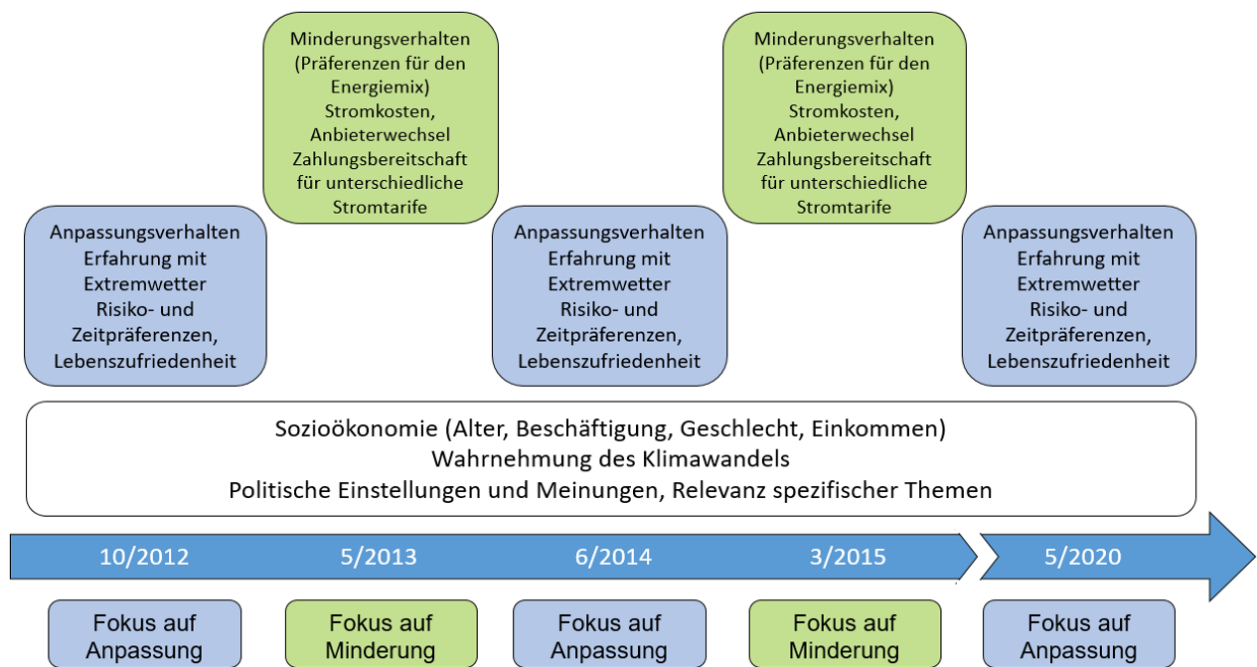 Minderungsverhalten
(Präferenzen für den
Energiemix)
Stromkosten,
Anbieterwechsel
Zahlungsbereitschaft
für unterschiedliche
Stromtarife
Minderungsverhalten
(Präferenzen für den
Energiemix)
Stromkosten,
Anbieterwechsel
Zahlungsbereitschaft
für unterschiedliche
Stromtarife
Anpassungsverhalten
Erfahrung mit
Extremwetter
Risiko- und
Zeitpräferenzen,
Lebenszufriedenheit
Anpassungsverhalten
Erfahrung mit
Extremwetter
Risiko- und
Zeitpräferenzen,
Lebenszufriedenheit
Anpassungsverhalten
Erfahrung mit
Extremwetter
Risiko- und
Zeitpräferenzen,
Lebenszufriedenheit
Sozioökonomie (Alter, Beschäftigung, Geschlecht, Einkommen)
Wahrnehmung des Klimawandels
Politische Einstellungen und Meinungen, Relevanz spezifischer Themen
10/2012
5/2013
6/2014
3/2015
5/2020
Fokus auf
Anpassung
Fokus auf
Minderung
Fokus auf
Anpassung
Fokus auf
Minderung
Fokus auf
Anpassung